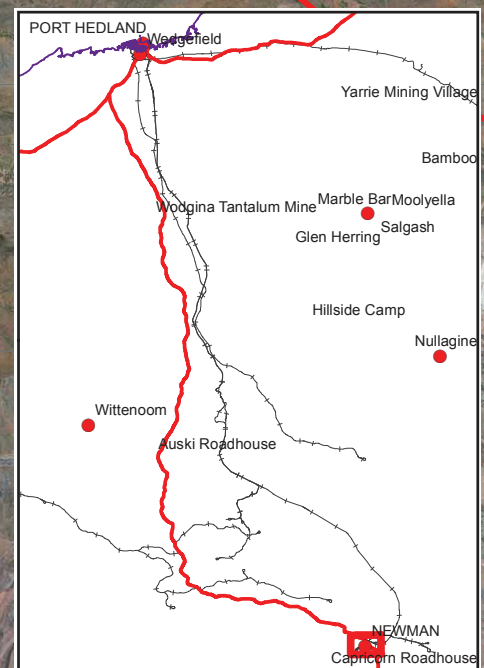 PORT HEDLAND
Wedgefield
Yarrie Mining Village
Bamboo
Marble Bar Moolyella
Wodgina Tantalum Mine
Salgash
Glen Herring
Hillside Camp
Nullagine
Wittenoom
Auski Roadhouse
NEWMAN
Capricorn Roadhouse